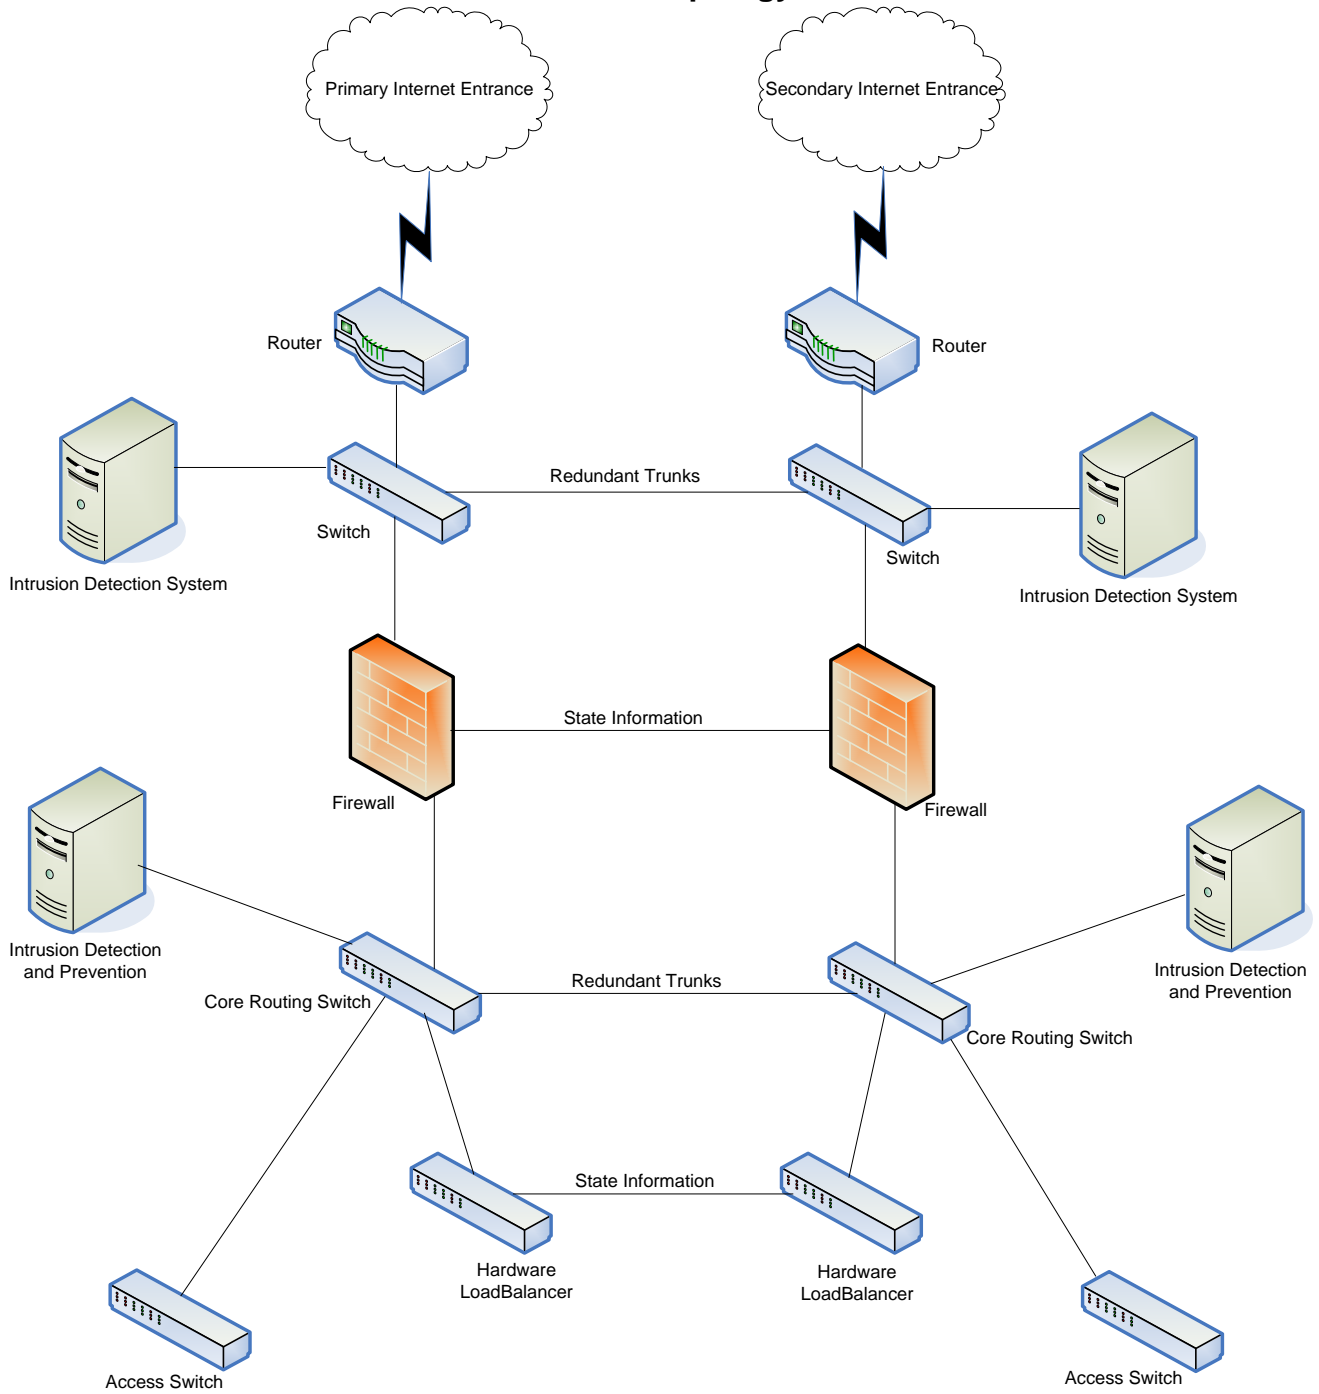 Primary Internet Entrance
Secondary Internet Entrance
Router
Router
Redundant Trunks
Switch
Switch
Intrusion Detection System
Intrusion Detection System
State Information
Firewall
Firewall
Intrusion Detection
and Prevention
Intrusion Detection
and Prevention
Redundant Trunks
Core Routing Switch
Core Routing Switch
State Information
Hardware
LoadBalancer
Hardware
LoadBalancer
Access Switch
Access Switch